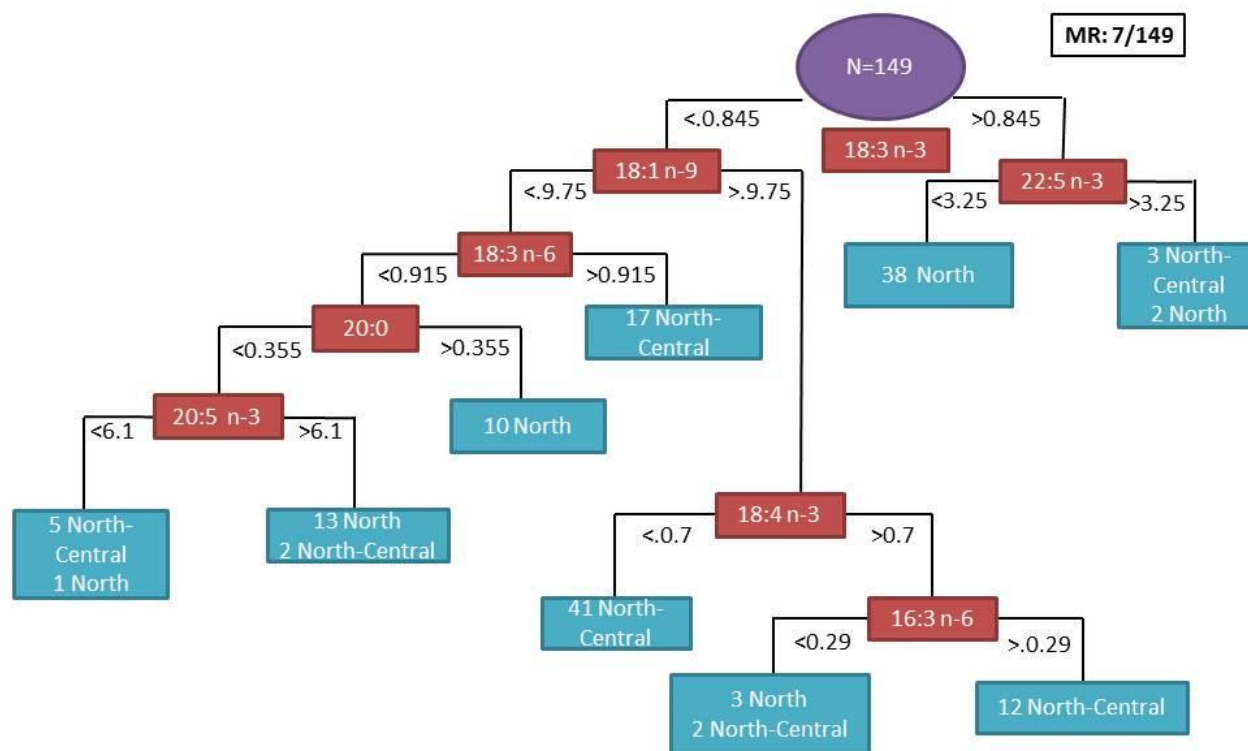 MR: 7/149
N=149
<.0.845
>0.845
18:3 n-3
18:1 n-9
22:5 n-3
<.9.75
>.9.75
<3.25
>3.25
18:3 n-6
38 North
3 North-
Central
2 North
<0.915
>0.915
20:0
17 North-
Central
<0.355
>0.355
20:5 n-3
10 North
<6.1
>6.1
5 North-
Central
1 North
13 North
2 North-Central
18:4 n-3
<.0.7
>0.7
41 North-
Central
16:3 n-6
<0.29
>.0.29
3 North
2 North-Central
12 North-Central